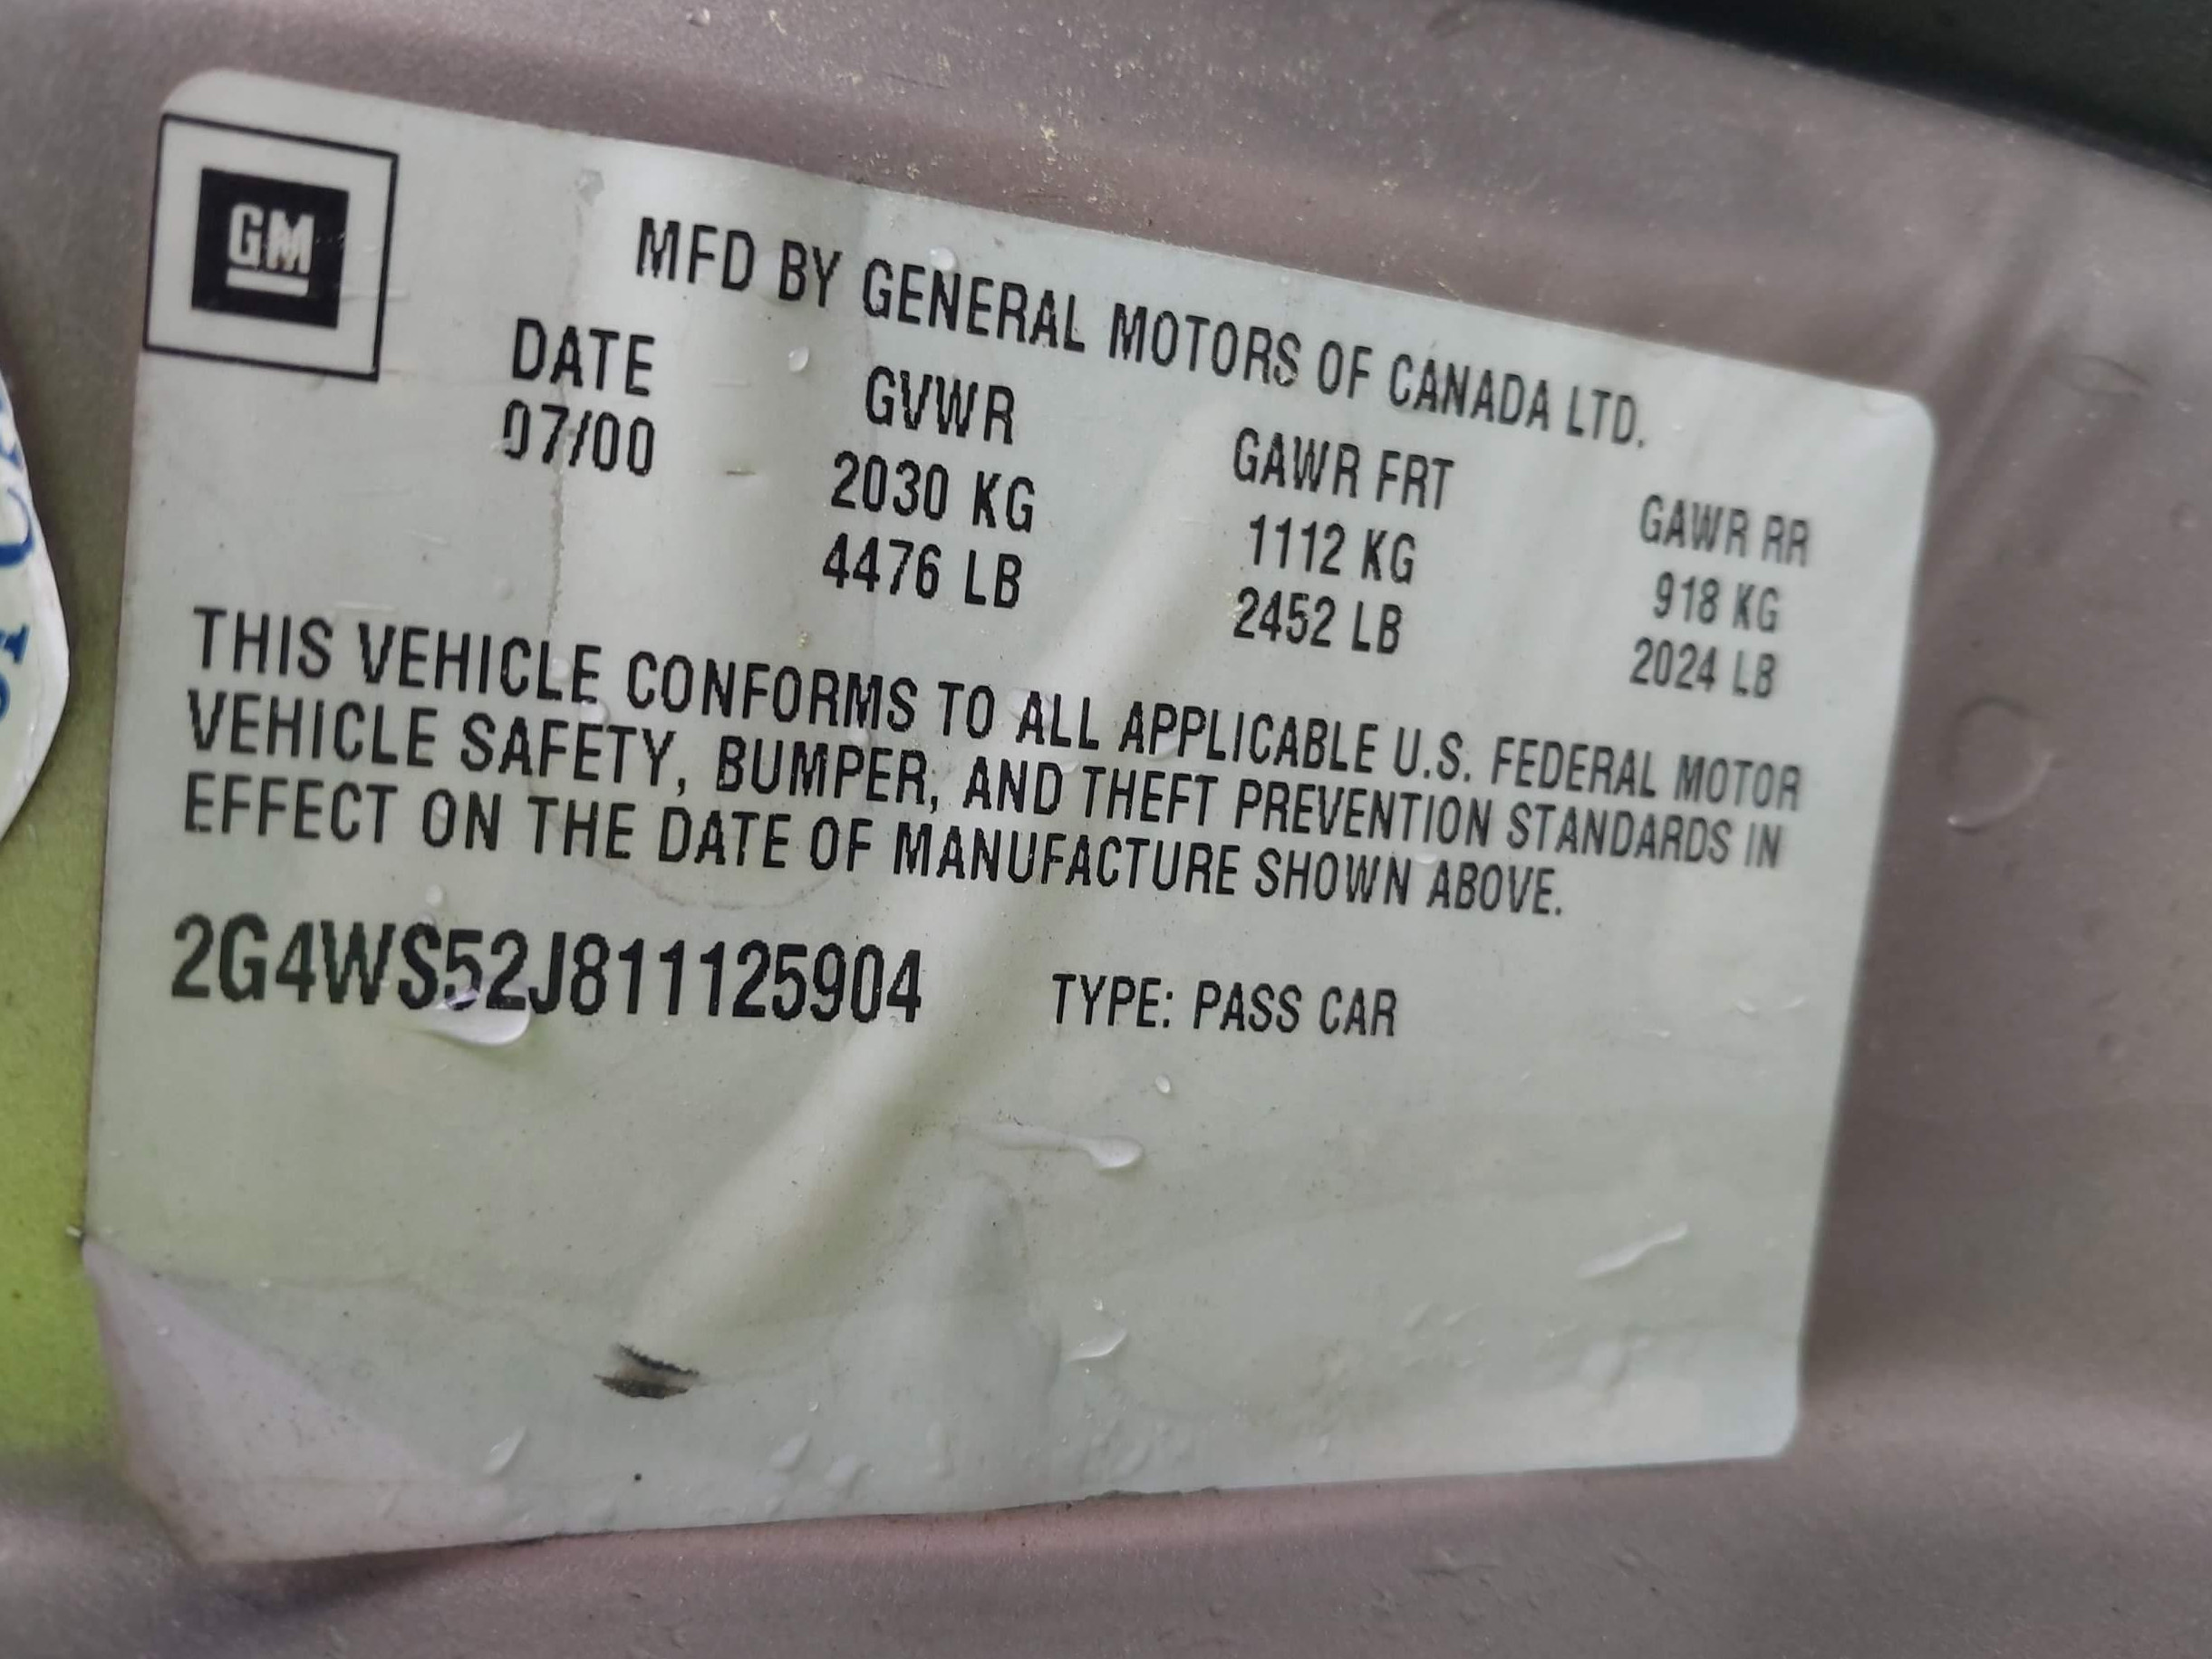 GM
MFD BY GENERAL MOTORS OF CANADA LTD.
DATE GVWR GAWR FRT GAWR RR
07/00 2030 KG 1112 KG 918 KG
4476 LB 2452 LB 2024 LB
THIS VEHICLE CONFORMS TO ALL APPLICABLE U.S. FEDERAL MOTOR
VEHICLE SAFETY, BUMPER, AND THEFT PREVENTION STANDARDS IN
EFFECT ON THE DATE OF MANUFACTURE SHOWN ABOVE.
2G4WS52J811125904 TYPE: PASS CAR